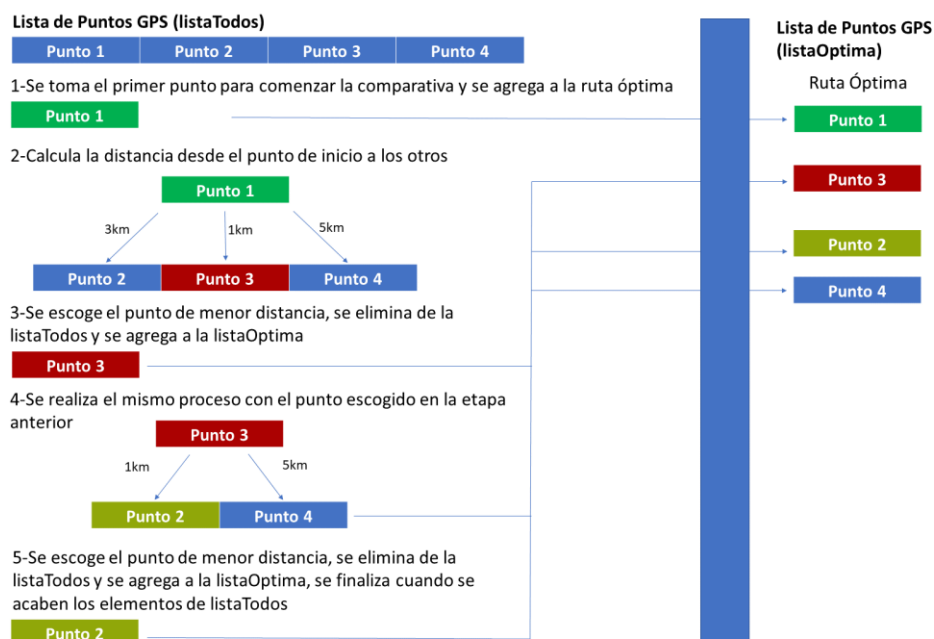 Lista de Puntos GPS (listaTodos)
Punto 1 Punto 2 Punto 3 Punto 4
1-Se toma el primer punto para comenzar la comparativa y se agrega a la ruta óptima
Punto 1
2-Calcula la distancia desde el punto de inicio a los otros
Punto 1
3km 1km 5km
Punto 2 Punto 3 Punto 4
3-Se escoge el punto de menor distancia, se elimina de la
listaTodos y se agrega a la listaOptima
Punto 3
4-Se realiza el mismo proceso con el punto escogido en la etapa
anterior
Punto 3
1km 5km
Punto 2 Punto 4
5-Se escoge el punto de menor distancia, se elimina de la
listaTodos y se agrega a la listaOptima, se finaliza cuando se
acaben los elementos de listaTodos
Punto 2
Lista de Puntos GPS
(listaOptima)
Ruta Óptima
Punto 1
Punto 3
Punto 2
Punto 4